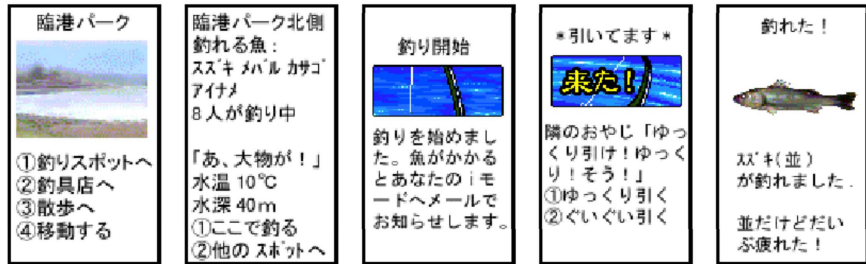 臨港パーク
①釣りスポットへ
②釣具店へ
③散歩へ
④移動する
臨港パーク北側
釣れる魚：
ｽｽﾞｷ ﾒﾊﾞﾙ ｶｻｺﾞ
ｱｲﾅﾒ
8人が釣り中
「あ、大物が！」
水温 10℃
水深 40m
①ここで釣る
②他の ｽﾎﾟｯﾄへ
釣り開始
釣りを始めまし
た。魚がかかる
とあなたのｉモ
ードへメールで
お知らせします。
*引いてます*
来た!
隣のおやじ「ゆっ
くり引け！ゆっく
り！そう！」
①ゆっくり引く
②ぐいぐい引く
釣れた！
ｽｽﾞｷ(並)
が釣れました.
並だけどだい
ぶ疲れた！